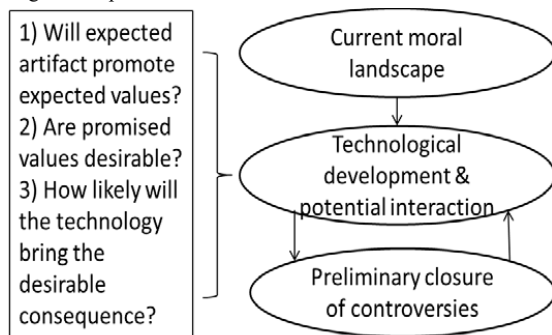 1) Will expected
artifact promote
expected values?
2) Are promised
values desirable?
3) How likely will
the technology
bring the
desirable
consequence?
Current moral
landscape
Technological
development &
potential interaction
Preliminary closure
of controversies